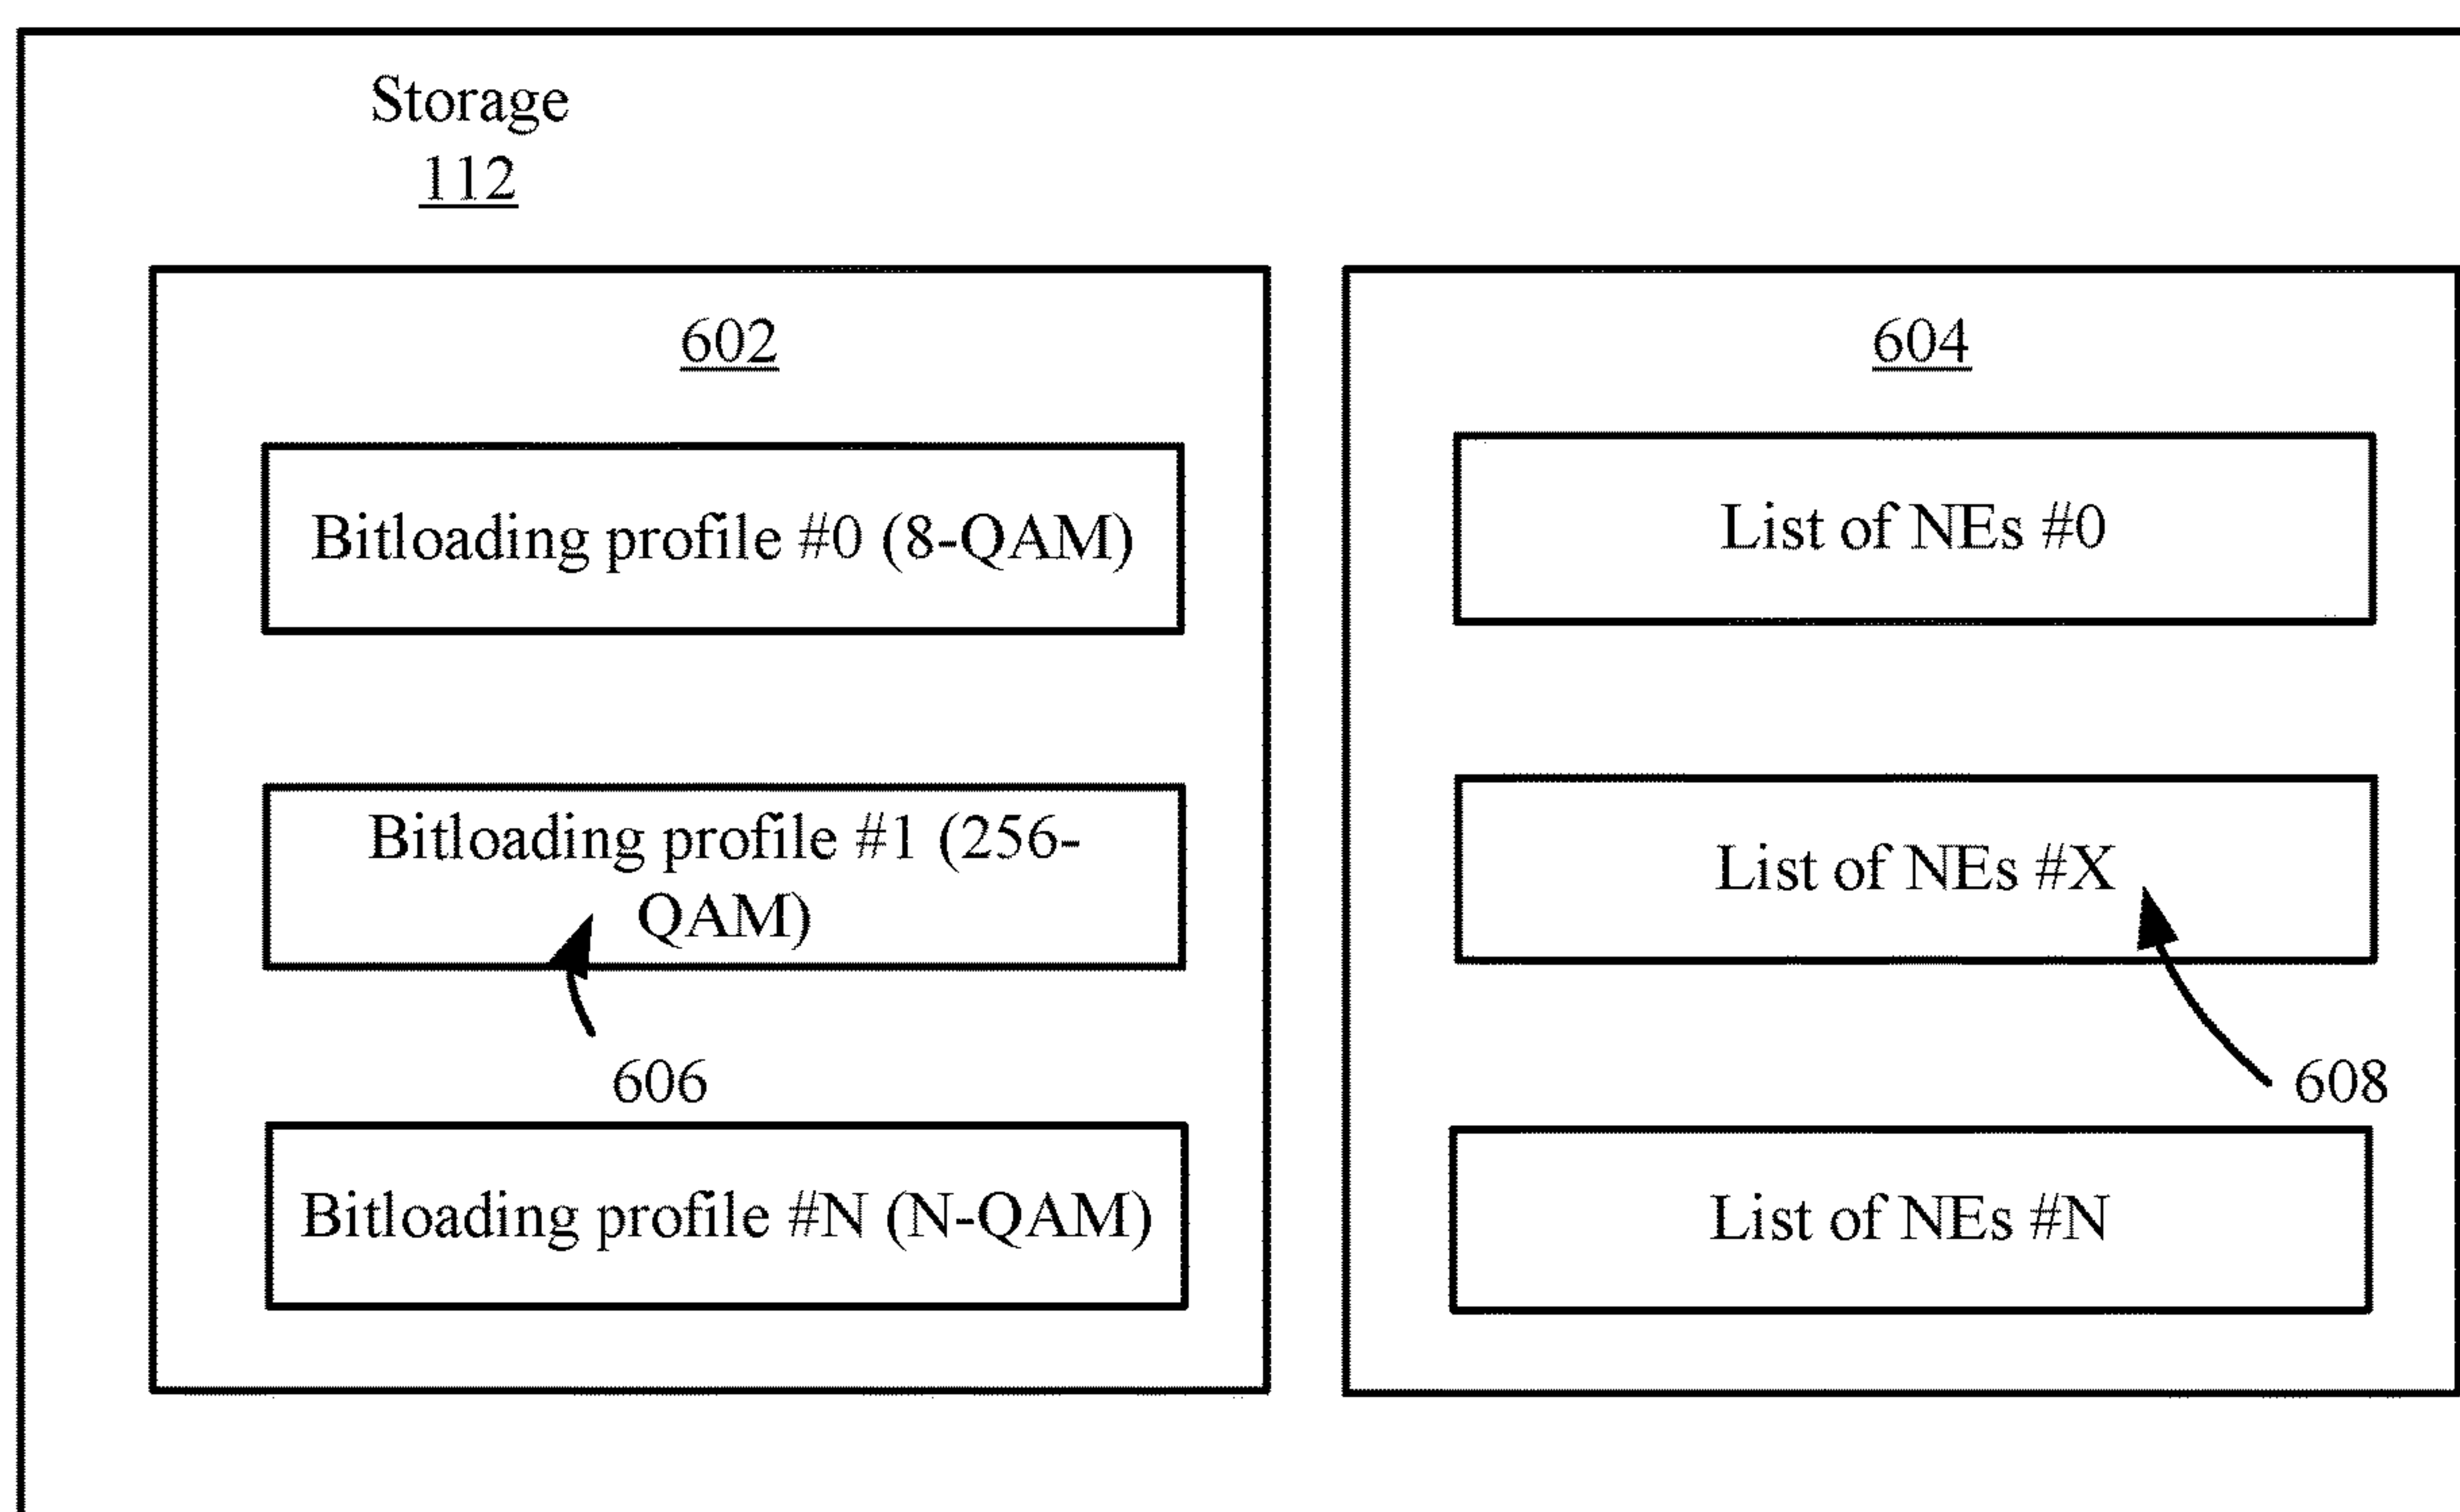 Storage
112
602
Bitloading profile #0 (8-QAM)
Bitloading profile #1 (256-
QAM)
606
Bitloading profile #N (N-QAM)
604
List of NEs #0
List of NEs #X
608
List of NEs #N